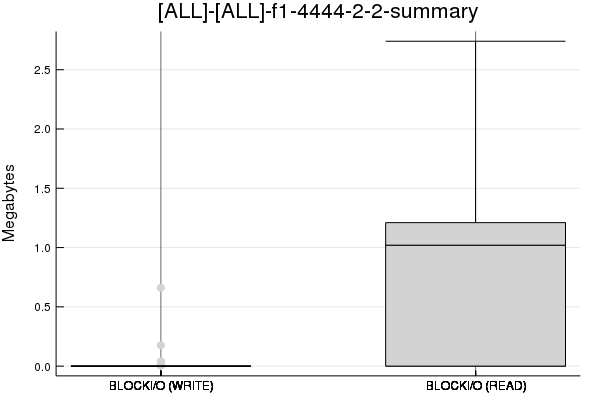 [ALL]-[ALL]-f1-4444-2-2-summary
Megabytes
2.5
2.0
1.5
1.0
0.5
0.0
BLOCKI/O (WRITE)
BLOCKI/O (READ)